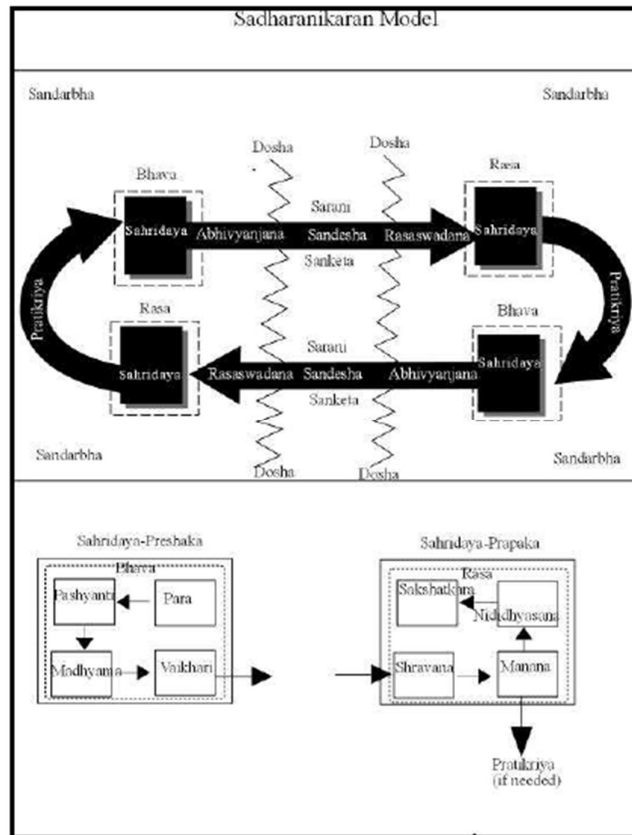 Sadharanikaran Model
Sandarbha
Sandarbha
Dosha
Dosha
Bhava
Rasa
Sarani
Sahridaya
Abhivyanjana
Sandesha
Rasaswadana
Sahridaya
Sanketa
Pratikriya
Pratikriya
Rasa
Bhava
Sarani
Sahridaya
Rasaswadana
Sandesha
Abhivyanjana
Sahridaya
Sanketa
Sandarbha
Sandarbha
Dosha
Dosha
Sahridaya-Preshaka
Bhava
Pashyanti
Para
Madhyama
Vaikhari
Sahridaya-Prapaka
Rasa
Sakshatkara
Nididhyasana
Shravana
Manana
Pratikriya
(if needed)